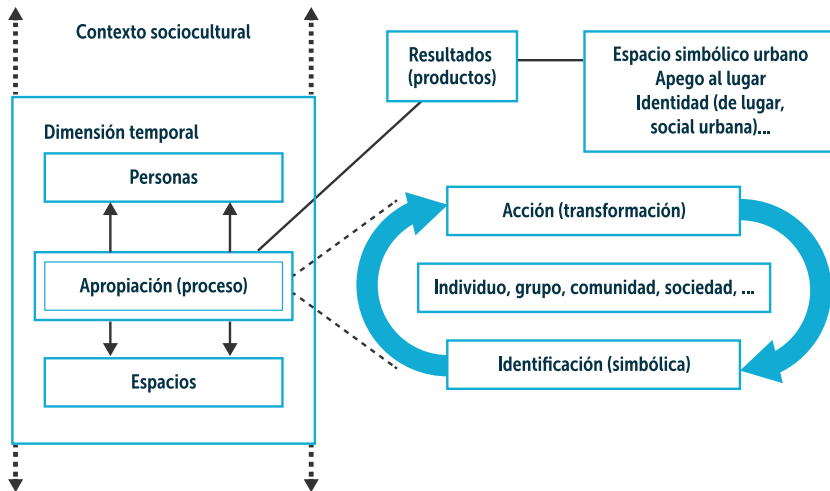 Contexto sociocultural
Resultados
(productos)
Espacio simbólico urbano
Apego al lugar
Identidad (de lugar,
social urbana)...
Dimensión temporal
Personas
Apropiación (proceso)
Espacios
Acción (transformación)
Individuo, grupo, comunidad, sociedad, ...
Identificación (simbólica)